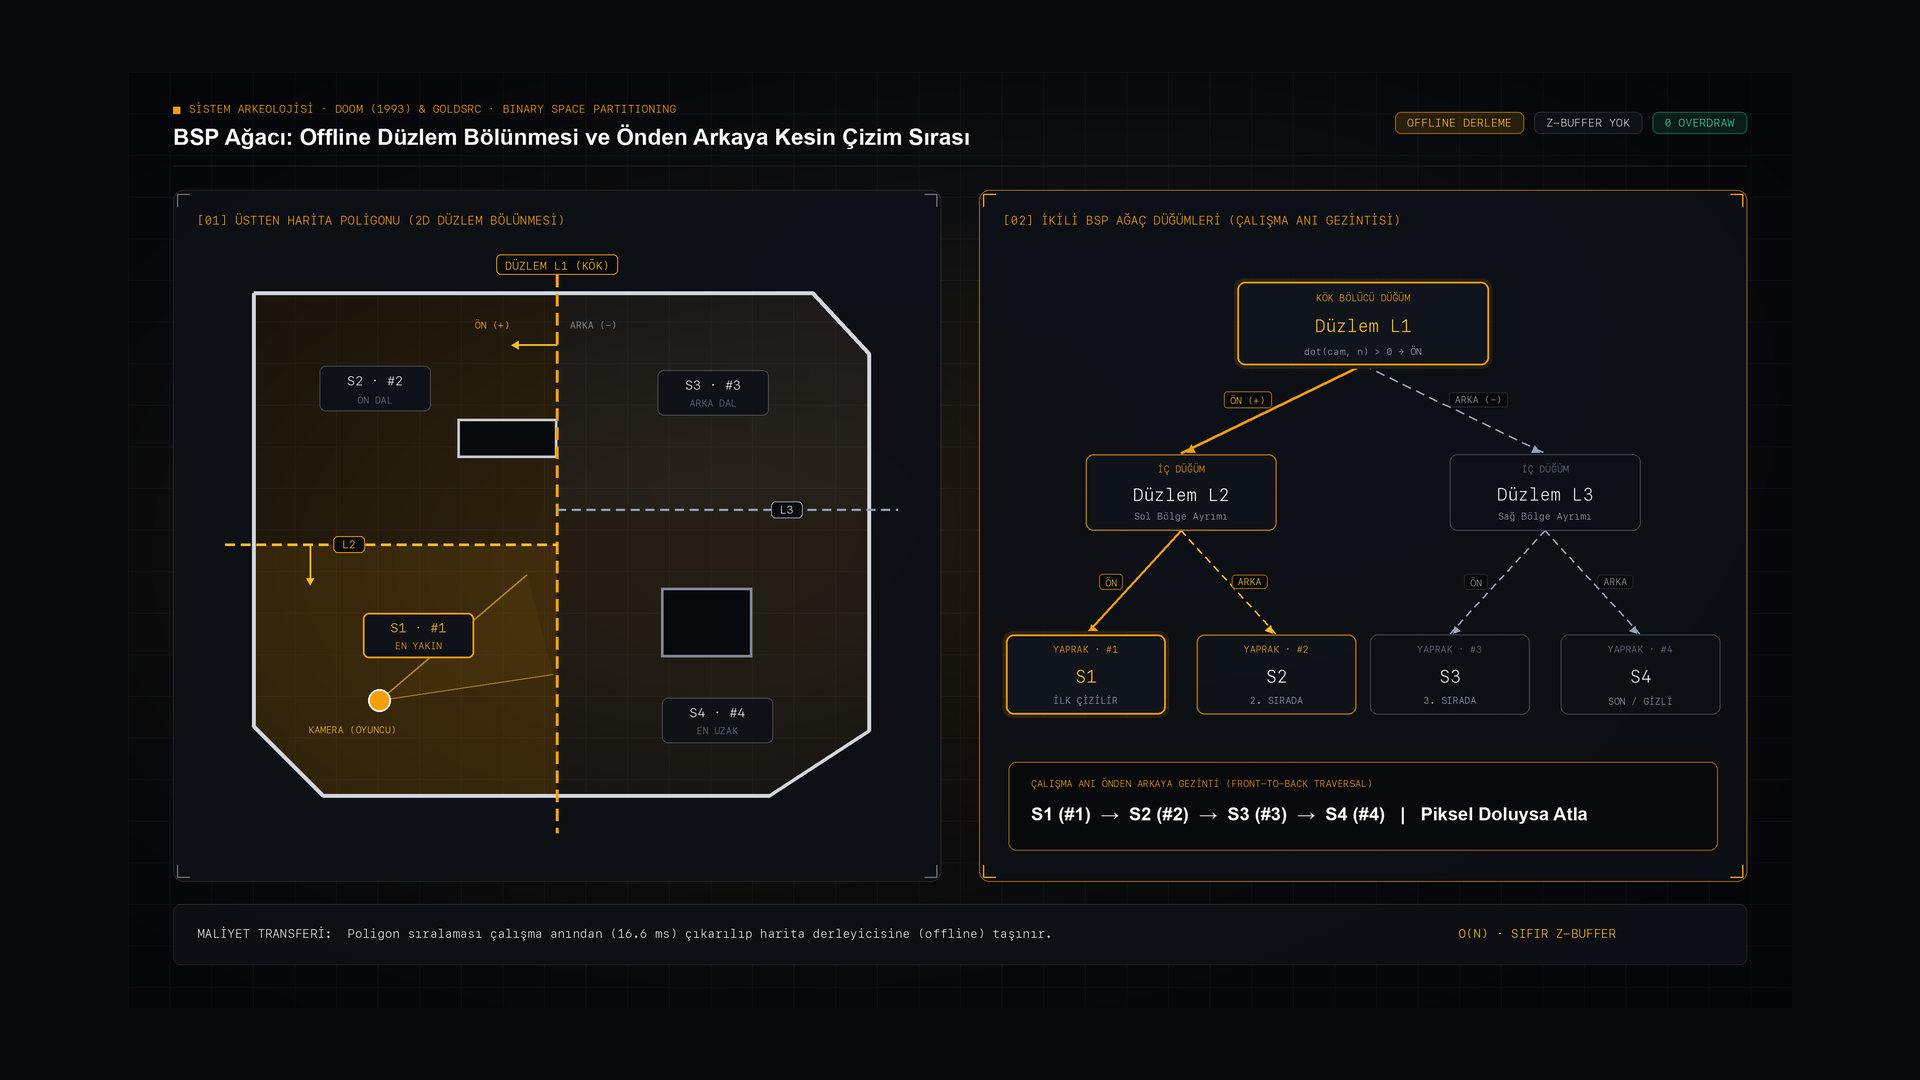 SİSTEM ARKEOLOJİSİ · DOOM (1993) & GOLDSRC · BINARY SPACE PARTITIONING
BSP Ağacı: Offline Düzlem Bölünmesi ve Önden Arkaya Kesin Çizim Sırası
OFFLINE DERLEME
Z-BUFFER YOK
0 OVERDRAW
[01] ÜSTTEN HARİTA POLİGONU (2D DÜZLEM BÖLÜNMESİ)
DÜZLEM L1 (KÖK)
ÖN (+)
ARKA (−)
S2 · #2
ÖN DAL
S3 · #3
ARKA DAL
L3
L2
S1 · #1
EN YAKIN
KAMERA (OYUNCU)
S4 · #4
EN UZAK
[02] İKİLİ BSP AĞAÇ DÜĞÜMLERİ (ÇALIŞMA ANI GEZİNTİSİ)
KÖK BÖLÜCÜ DÜĞÜM
Düzlem L1
dot(cam, n) > 0 → ÖN
ÖN (+)
ARKA (−)
İÇ DÜĞÜM
Düzlem L2
Sol Bölge Ayrımı
İÇ DÜĞÜM
Düzlem L3
Sağ Bölge Ayrımı
ÖN
ARKA
ÖN
ARKA
YAPRAK · #1
S1
İLK ÇİZİLİR
YAPRAK · #2
S2
2. SIRADA
YAPRAK · #3
S3
3. SIRADA
YAPRAK · #4
S4
SON / GİZLİ
ÇALIŞMA ANI ÖNDEN ARKAYA GEZİNTİ (FRONT-TO-BACK TRAVERSAL)
S1 (#1) → S2 (#2) → S3 (#3) → S4 (#4) | Piksel Doluysa Atla
MALİYET TRANSFERİ: Poligon sıralaması çalışma anından (16.6 ms) çıkarılıp harita derleyicisine (offline) taşınır.
O(N) · SIFIR Z-BUFFER